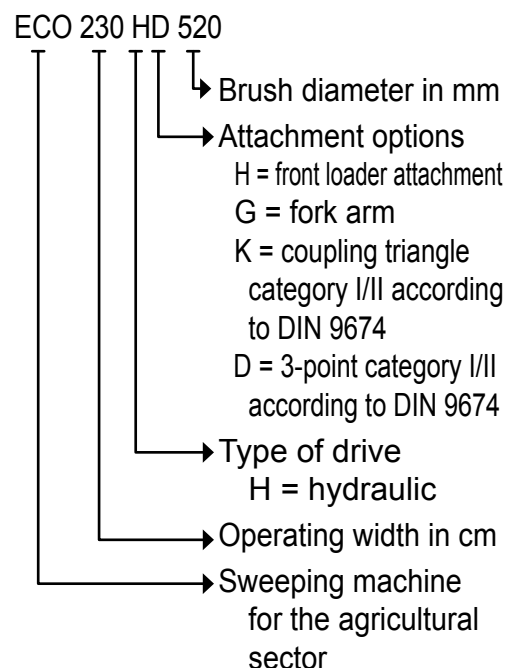 ECO 230 HD 520
Brush diameter in mm
Attachment options
H = front loader attachment
G = fork arm
K = coupling triangle
category I/II according
to DIN 9674
D = 3-point category I/II
according to DIN 9674
Type of drive
H = hydraulic
Operating width in cm
Sweeping machine
for the agricultural
sector